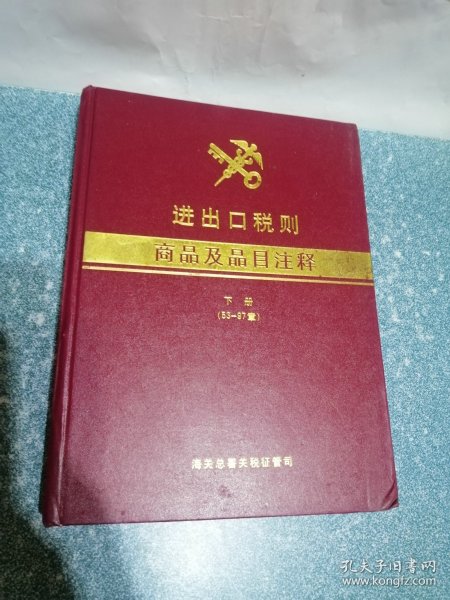 进出口税则
商品及品目注释
下册
(53-97章)
海关总署关税征管司
孔夫子旧书网
www.kongfz.com